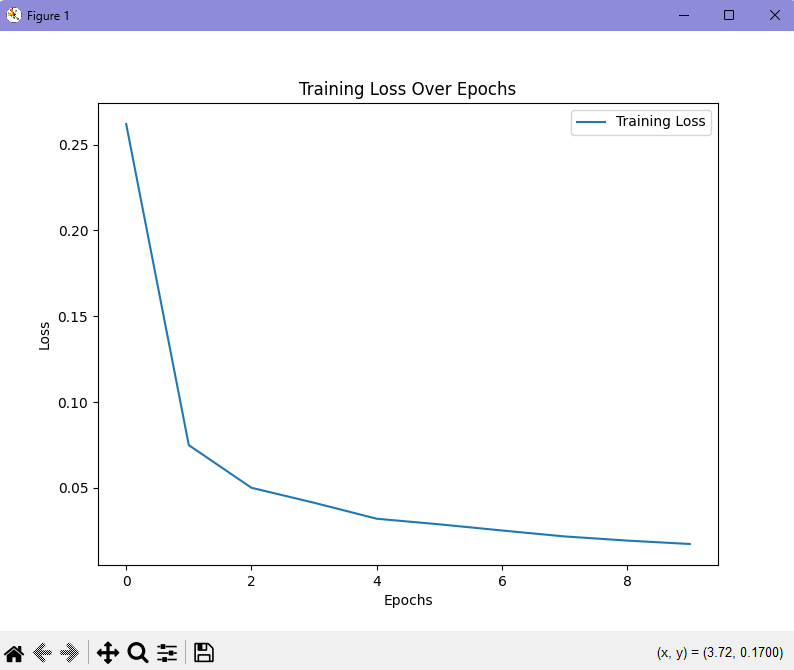 Figure 1
Training Loss Over Epochs
Training Loss
0.25
0.20
0.15
0.10
0.05
Loss
0 2 4 6 8
Epochs
(x, y) = (3.72, 0.1700)